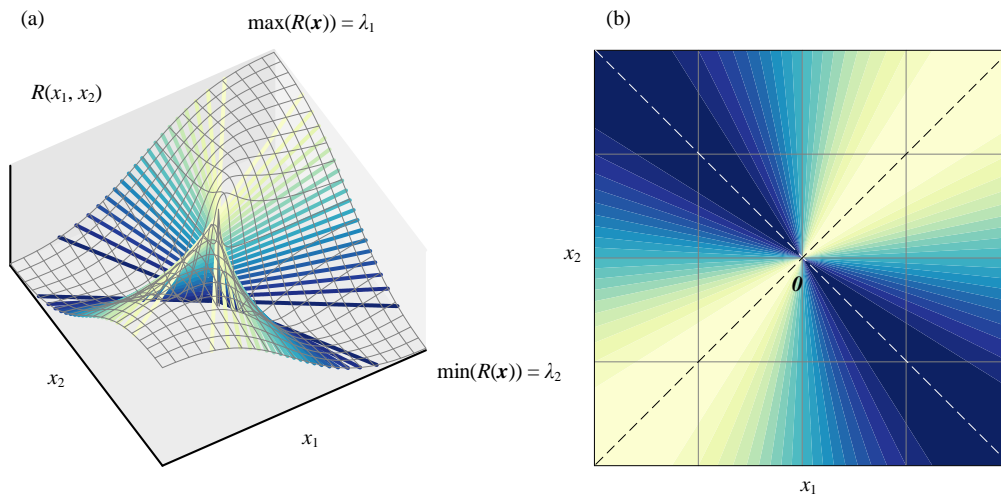 (a)
max(R(x)) = λ₁
R(x₁, x₂)
x₂
x₁
min(R(x)) = λ₂
(b)
x₂
0
x₁